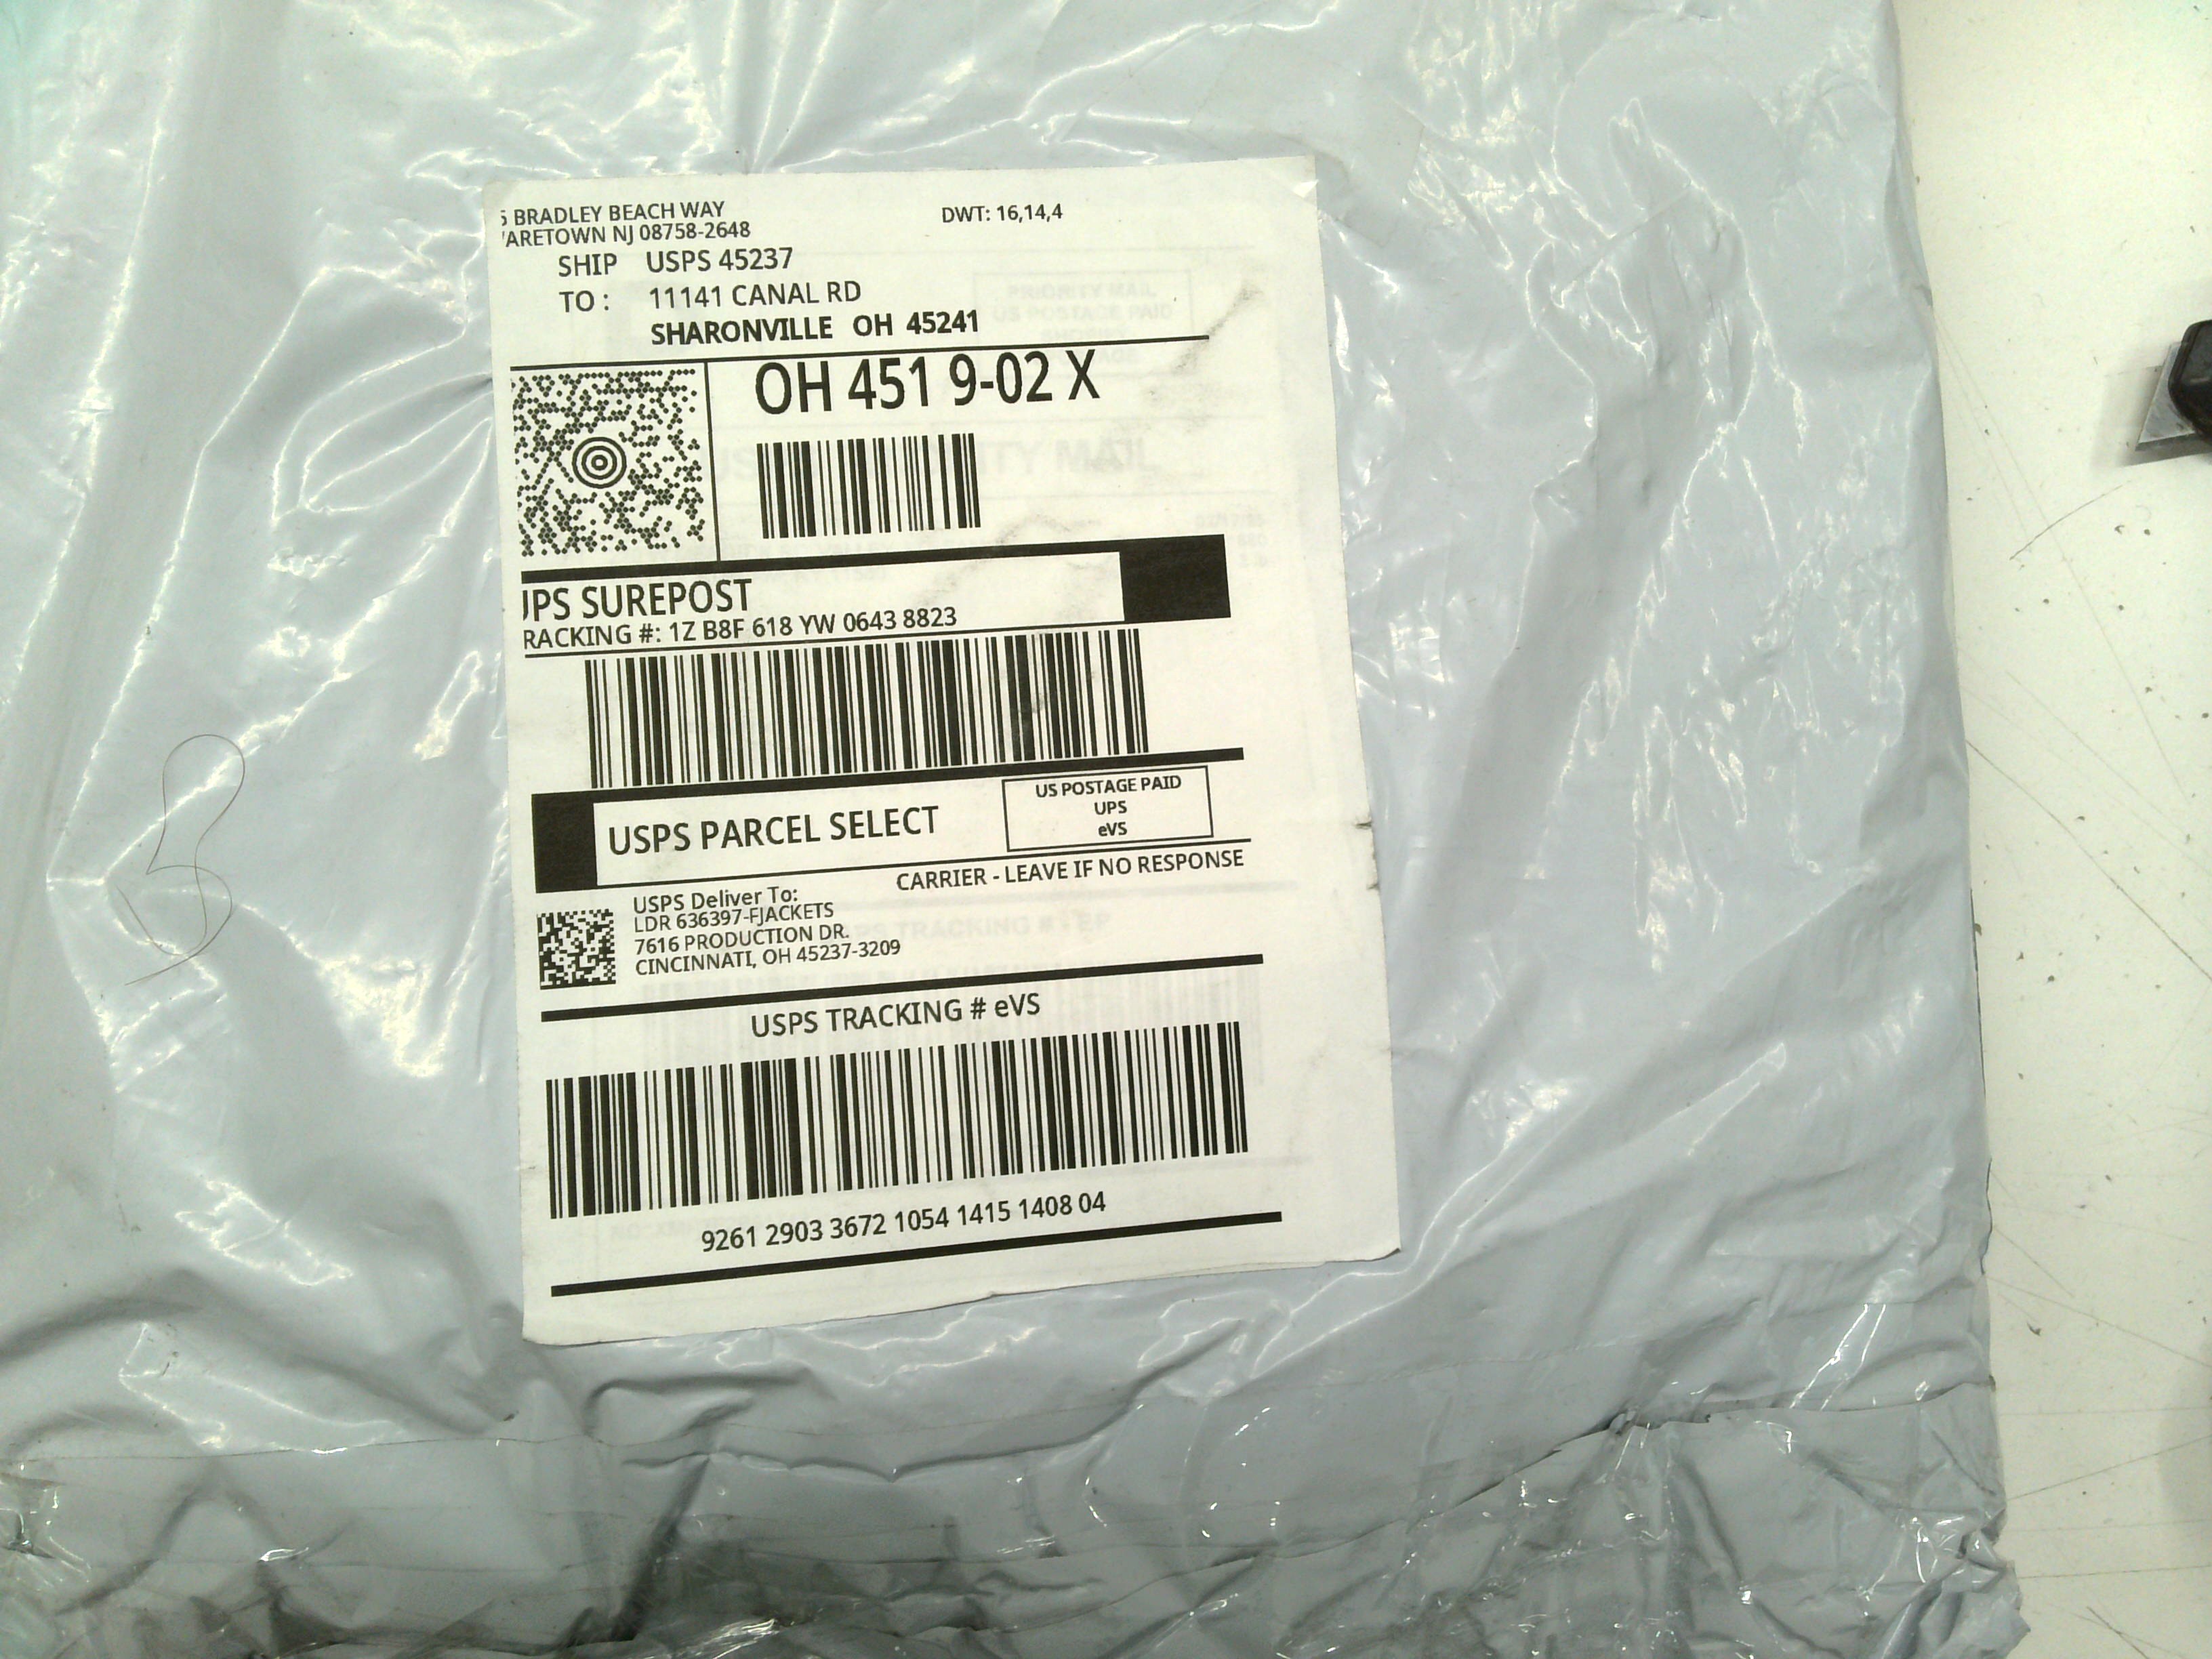 5 BRADLEY BEACH WAY
ARETOWN NJ 08758-2648
DWT: 16,14,4
SHIP USPS 45237
TO : 11141 CANAL RD
SHARONVILLE OH 45241
OH 451 9-02 X
UPS SUREPOST
RACKING #: 1Z B8F 618 YW 0643 8823
USPS PARCEL SELECT
US POSTAGE PAID
UPS
eVS
CARRIER - LEAVE IF NO RESPONSE
USPS Deliver To:
LDR 636397-FJACKETS
7616 PRODUCTION DR.
CINCINNATI, OH 45237-3209
USPS TRACKING # eVS
9261 2903 3672 1054 1415 1408 04